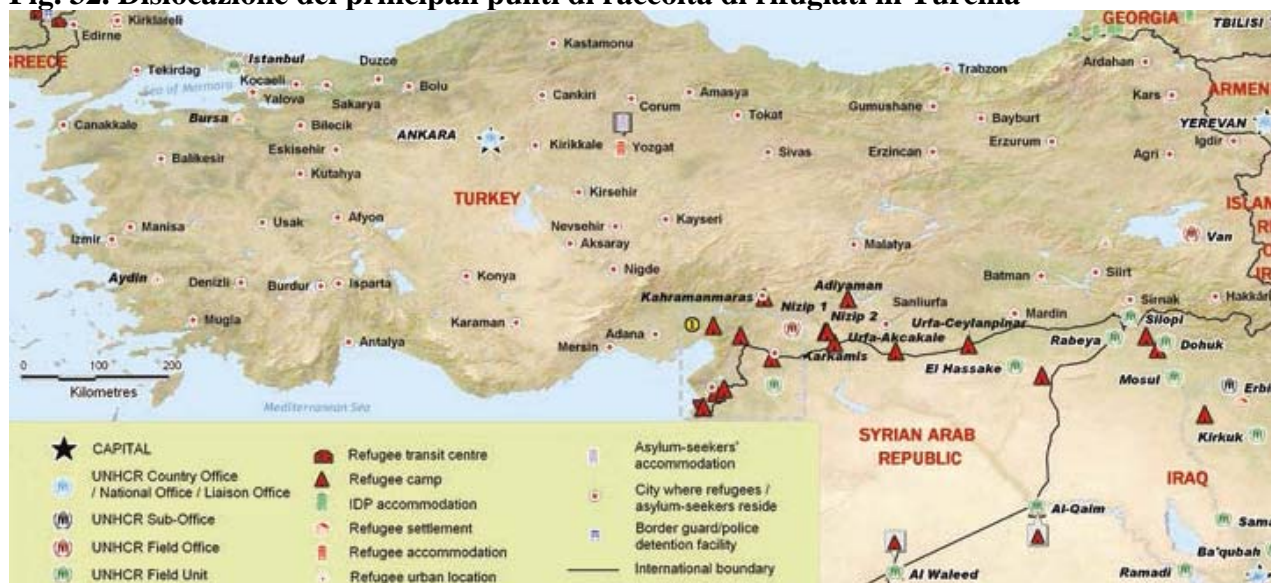 Fig. 32. Dislocazione dei principali punti di raccolta di rifugiati in Turchia
Kirklareli
Edirne
GREECE
Tekirdag
Istanbul
Sea of Marmara
Kocaeli
Yalova
Sakarya
Duzce
Bolu
Kastamonu
Cankiri
Corum
Amasya
Tokat
Trabzon
Gumushane
Bayburt
GEORGIA
TBILISI
Ardahan
Kars
ARMEN
YEREVAN
Igdir
Canakkale
Bursa
Bilecik
ANKARA
Kirikkale
Yozgat
Sivas
Erzincan
Erzurum
Agri
Balikesir
Eskisehir
Kutahya
TURKEY
Kirsehir
Manisa
Izmir
Usak
Afyon
Nevsehir
Aksaray
Kayseri
Malatya
Van
ISLAN
RE
O
IR
Aydin
Denizli
Burdur
Isparta
Konya
Nigde
Batman
Siirt
Kahramanmaras
Adiyaman
Sanliurfa
Mardin
Sirnak
Hakkâri
Mugla
Antalya
Karaman
Mersin
Adana
Nizip 1
Nizip 2
Urfa-Ceylanpinar
Urfa-Akcakale
Karkamis
Silopi
Rabeya
Dohuk
El Hassake
Mosul
Erbi
Kirkuk
0 100 200
Kilometres
Mediterranean Sea
SYRIAN ARAB
REPUBLIC
IRAQ
Al-Qaim
Al Waleed
Sama
Ba'qubah
Ramadi
CAPITAL
UNHCR Country Office
/ National Office / Liaison Office
UNHCR Sub-Office
UNHCR Field Office
UNHCR Field Unit
Refugee transit centre
Refugee camp
IDP accommodation
Refugee settlement
Refugee accommodation
Refugee urban location
Asylum-seekers'
accommodation
City where refugees /
asylum-seekers reside
Border guard/police
detention facility
International boundary